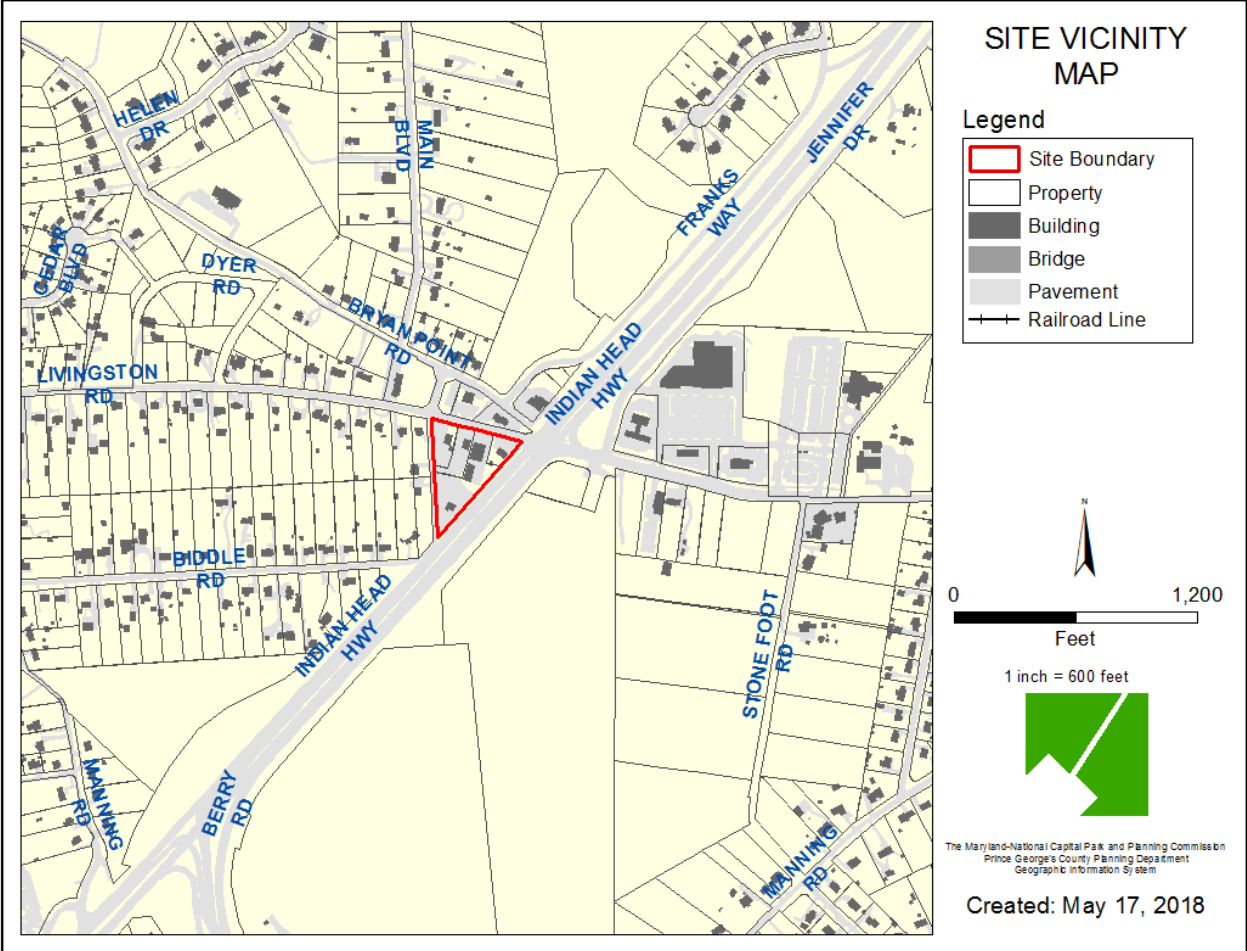 SITE VICINITY
MAP
Legend
Site Boundary
Property
Building
Bridge
Pavement
Railroad Line
HELEN
DR
MAIN
BLVD
JENNIFER
DR
FRANKS
WAY
CEDAR
BLVD
DYER
RD
BRYAN POINT
RD
LIVINGSTON
RD
INDIAN HEAD
HWY
BIDDLE
RD
INDIAN HEAD
HWY
STONE FOOT
RD
MANNING
RD
BERRY
RD
MANNING
RD
N
0 1,200
Feet
1 inch = 600 feet
The Maryland-National Capital Park and Planning Commission
Prince George's County Planning Department
Geographic Information System
Created: May 17, 2018